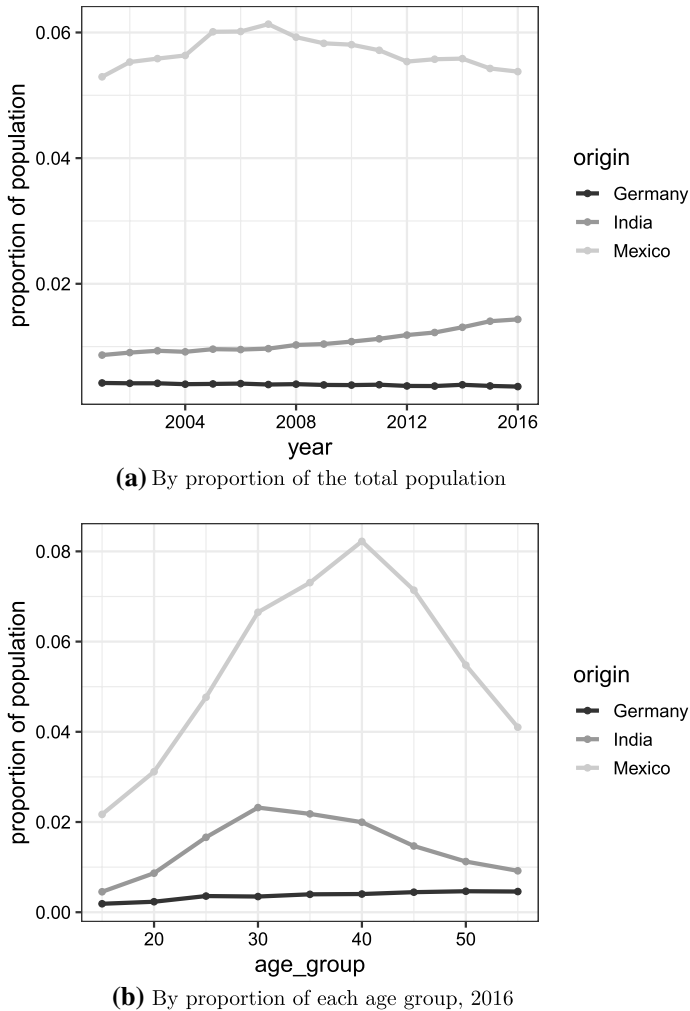 proportion of population
0.06
0.04
0.02
2004 2008 2012 2016
year
origin
Germany
India
Mexico
(a) By proportion of the total population
proportion of population
0.08
0.06
0.04
0.02
0.00
20 30 40 50
age_group
origin
Germany
India
Mexico
(b) By proportion of each age group, 2016